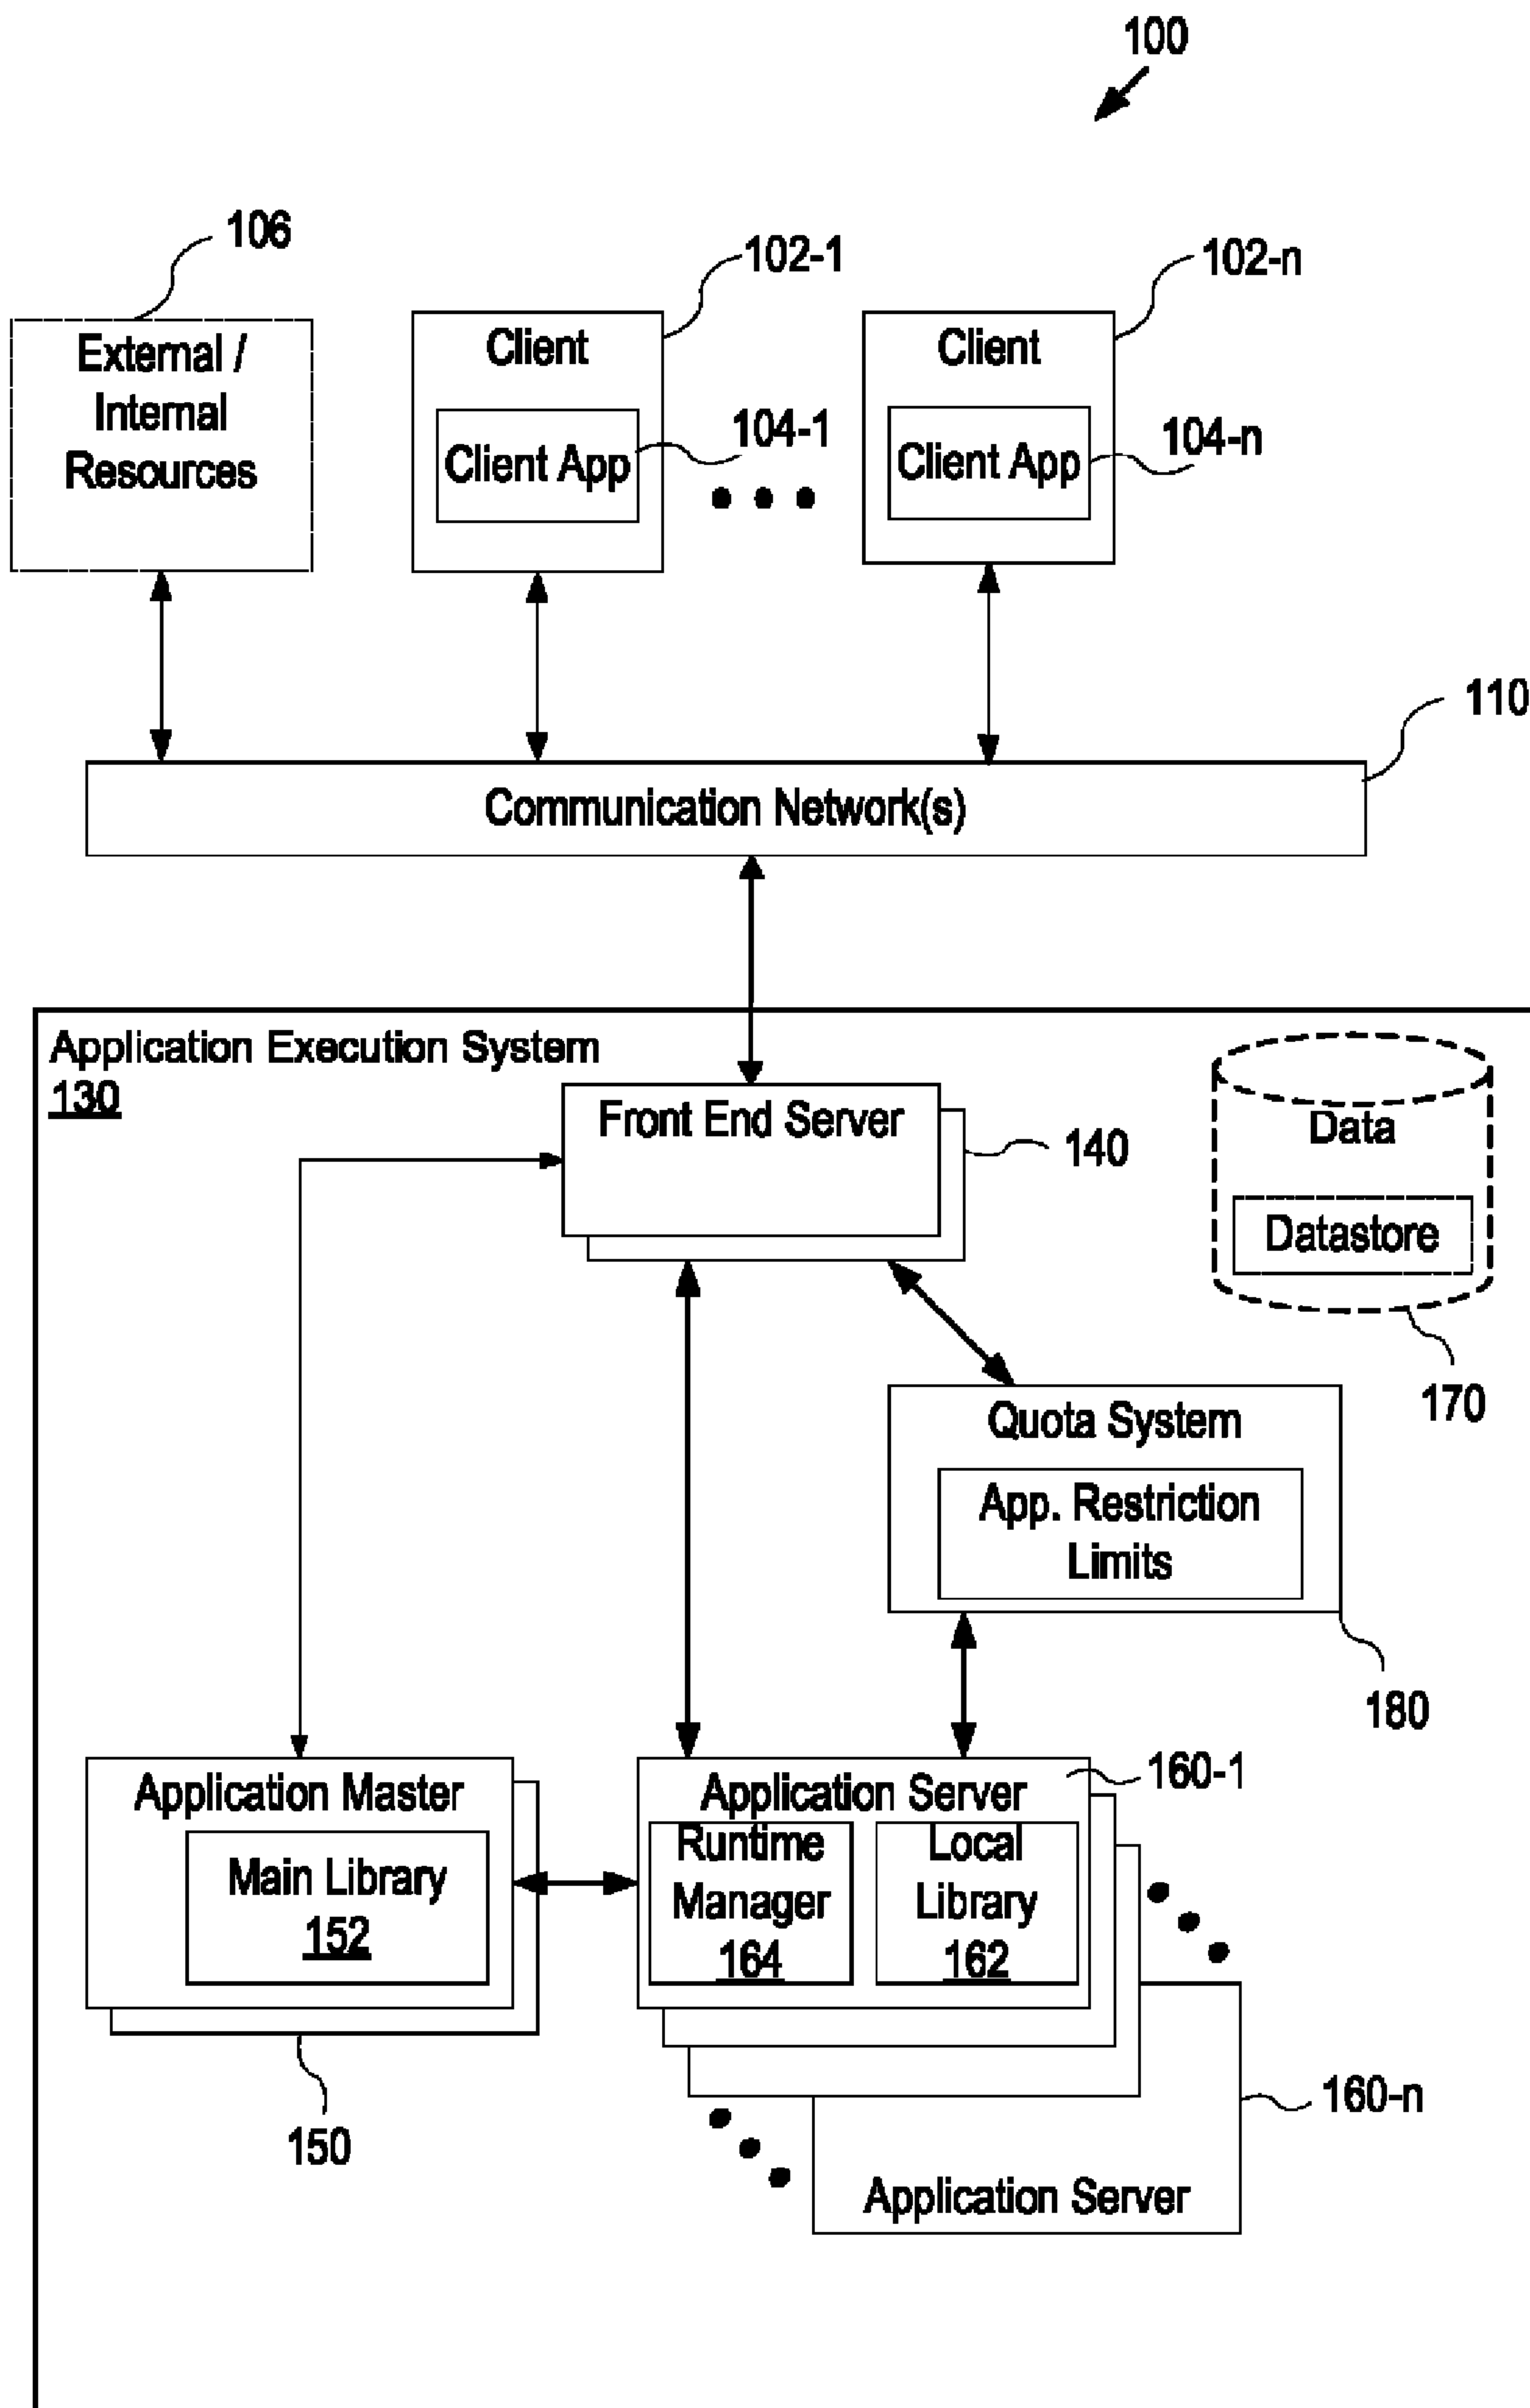 100
106
102-1
102-n
External /
Internal
Resources
Client
Client App
104-1
Client
Client App
104-n
110
Communication Network(s)
Application Execution System
130
Front End Server
140
Data
Datastore
170
Quota System
App. Restriction
Limits
180
Application Master
Main Library
152
150
Application Server
160-1
Runtime
Manager
164
Local
Library
162
160-n
Application Server